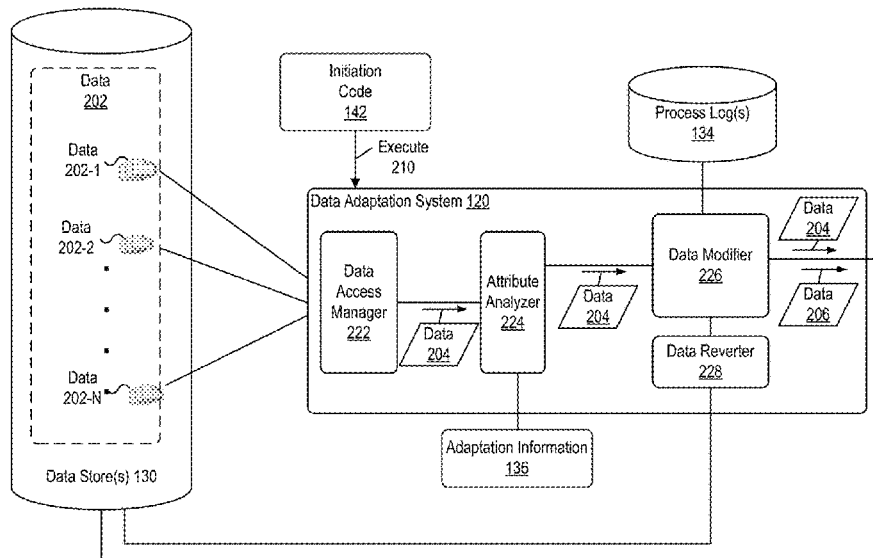 Data
202
Data
202-1
Data
202-2
Data
202-N
Data Store(s) 130
Initiation
Code
142
Execute
210
Process Log(s)
134
Data Adaptation System 120
Data
Access
Manager
222
Data
204
Attribute
Analyzer
224
Data
204
Data Modifier
226
Data
204
Data
206
Data Reverter
228
Adaptation Information
136